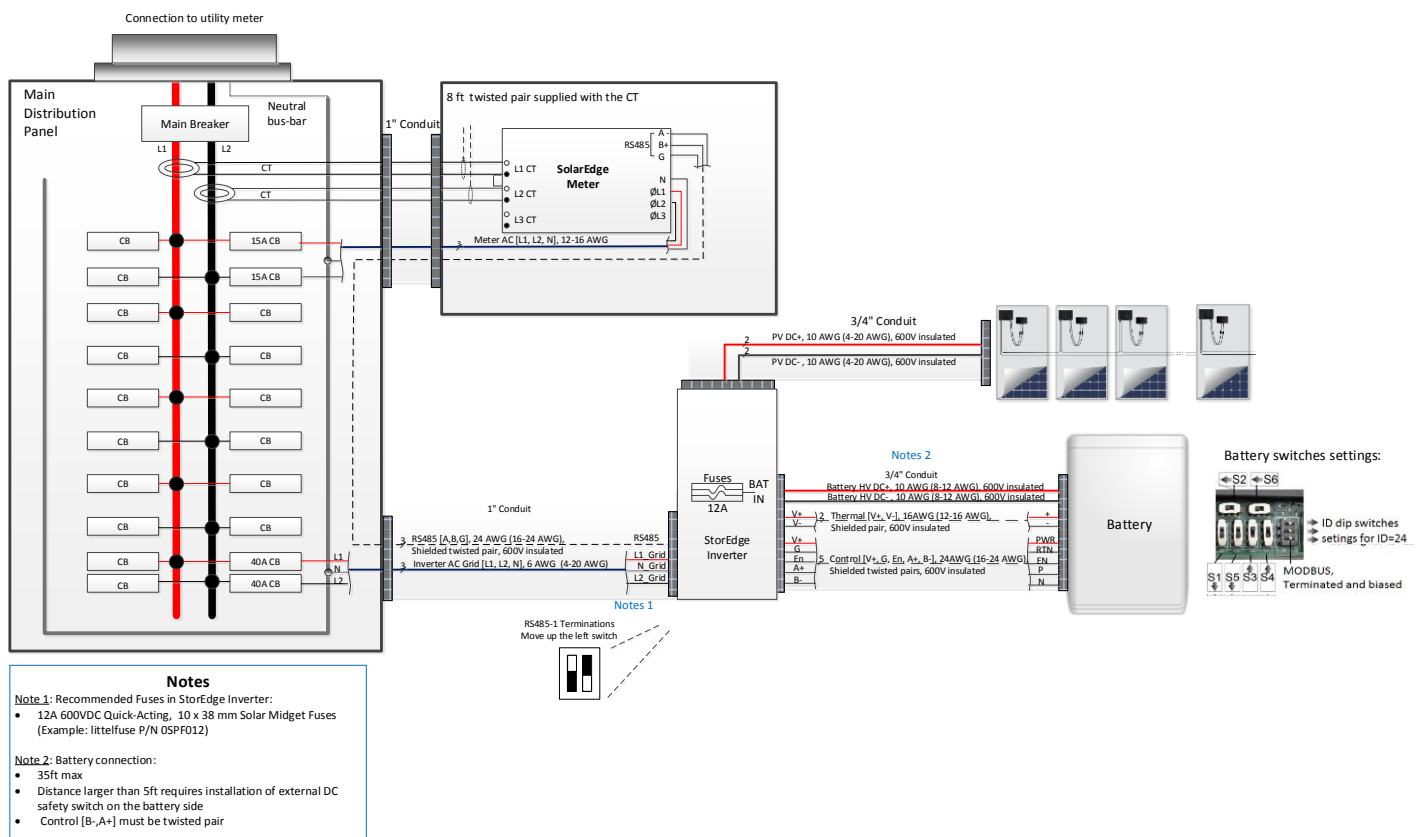 Connection to utility meter
Main
Distribution
Panel
Neutral
bus-bar
Main Breaker
L1
L2
CT
CT
CB
15A CB
CB
15A CB
CB
CB
CB
CB
CB
CB
CB
CB
CB
CB
CB
CB
CB
40A CB
CB
40A CB
L1
N
L2
1" Conduit
8 ft twisted pair supplied with the CT
SolarEdge
Meter
L1 CT
L2 CT
L3 CT
RS485
A
B+
G
N
ØL1
ØL2
ØL3
3
Meter AC [L1, L2, N], 12-16 AWG
3/4" Conduit
2
PV DC+, 10 AWG (4-20 AWG), 600V insulated
2
PV DC- , 10 AWG (4-20 AWG), 600V insulated
1" Conduit
3 RS485 [A,B,G], 24 AWG (16-24 AWG),
Shielded twisted pair, 600V insulated
3 Inverter AC Grid [L1, L2, N], 6 AWG (4-20 AWG)
RS485
L1_Grid
N_Grid
L2_Grid
Notes 1
Fuses
12A
BAT
IN
StorEdge
Inverter
Notes 2
3/4" Conduit
Battery HV DC+, 10 AWG (8-12 AWG), 600V insulated
Battery HV DC- , 10 AWG (8-12 AWG), 600V insulated
V+
V-
2 Thermal [V+, V-], 16AWG (12-16 AWG),
Shielded pair, 600V insulated
+
-
V+
G
En
A+
B-
5 Control [V+, G, En, A+, B-], 24AWG (16-24 AWG)
Shielded twisted pairs, 600V insulated
PWR
RTN
EN
P
N
Battery
Battery switches settings:
S2
S6
ID dip switches
setings for ID=24
S1
S5
S3
S4
MODBUS,
Terminated and biased
RS485-1 Terminations
Move up the left switch
Notes
Note 1: Recommended Fuses in StorEdge Inverter:
• 12A 600VDC Quick-Acting, 10 x 38 mm Solar Midget Fuses
(Example: littelfuse P/N 0SPF012)
Note 2: Battery connection:
• 35ft max
• Distance larger than 5ft requires installation of external DC
safety switch on the battery side
• Control [B-,A+] must be twisted pair